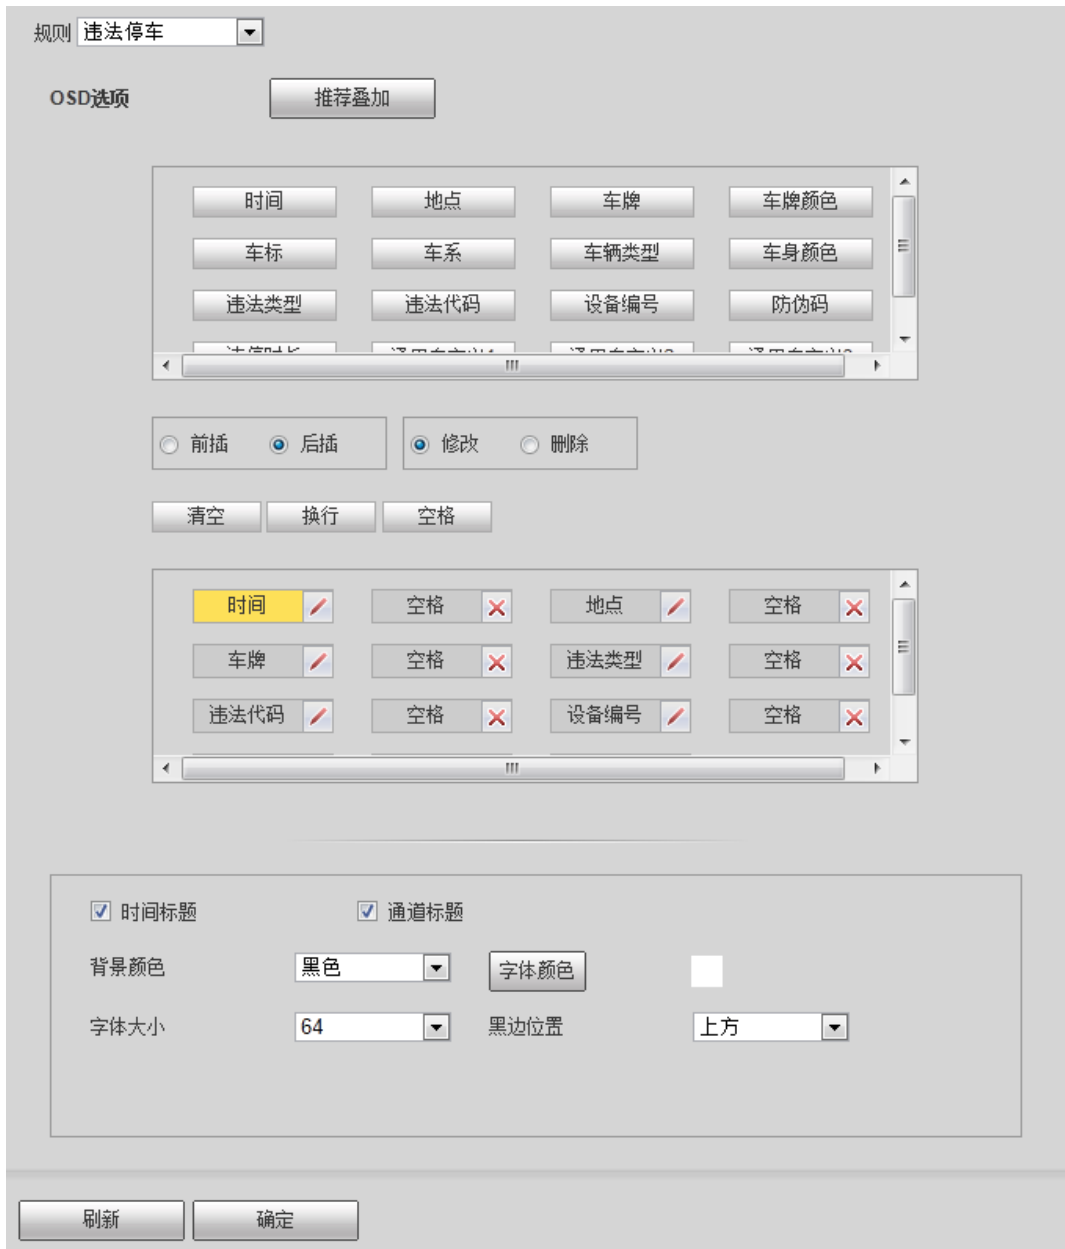 规则 违法停车
OSD选项 推荐叠加
时间 地点 车牌 车牌颜色
车标 车系 车辆类型 车身颜色
违法类型 违法代码 设备编号 防伪码
前插 后插 修改 删除
清空 换行 空格
时间 空格 地点 空格
车牌 空格 违法类型 空格
违法代码 空格 设备编号 空格
时间标题 通道标题
背景颜色 黑色 字体颜色
字体大小 64 黑边位置 上方
刷新 确定